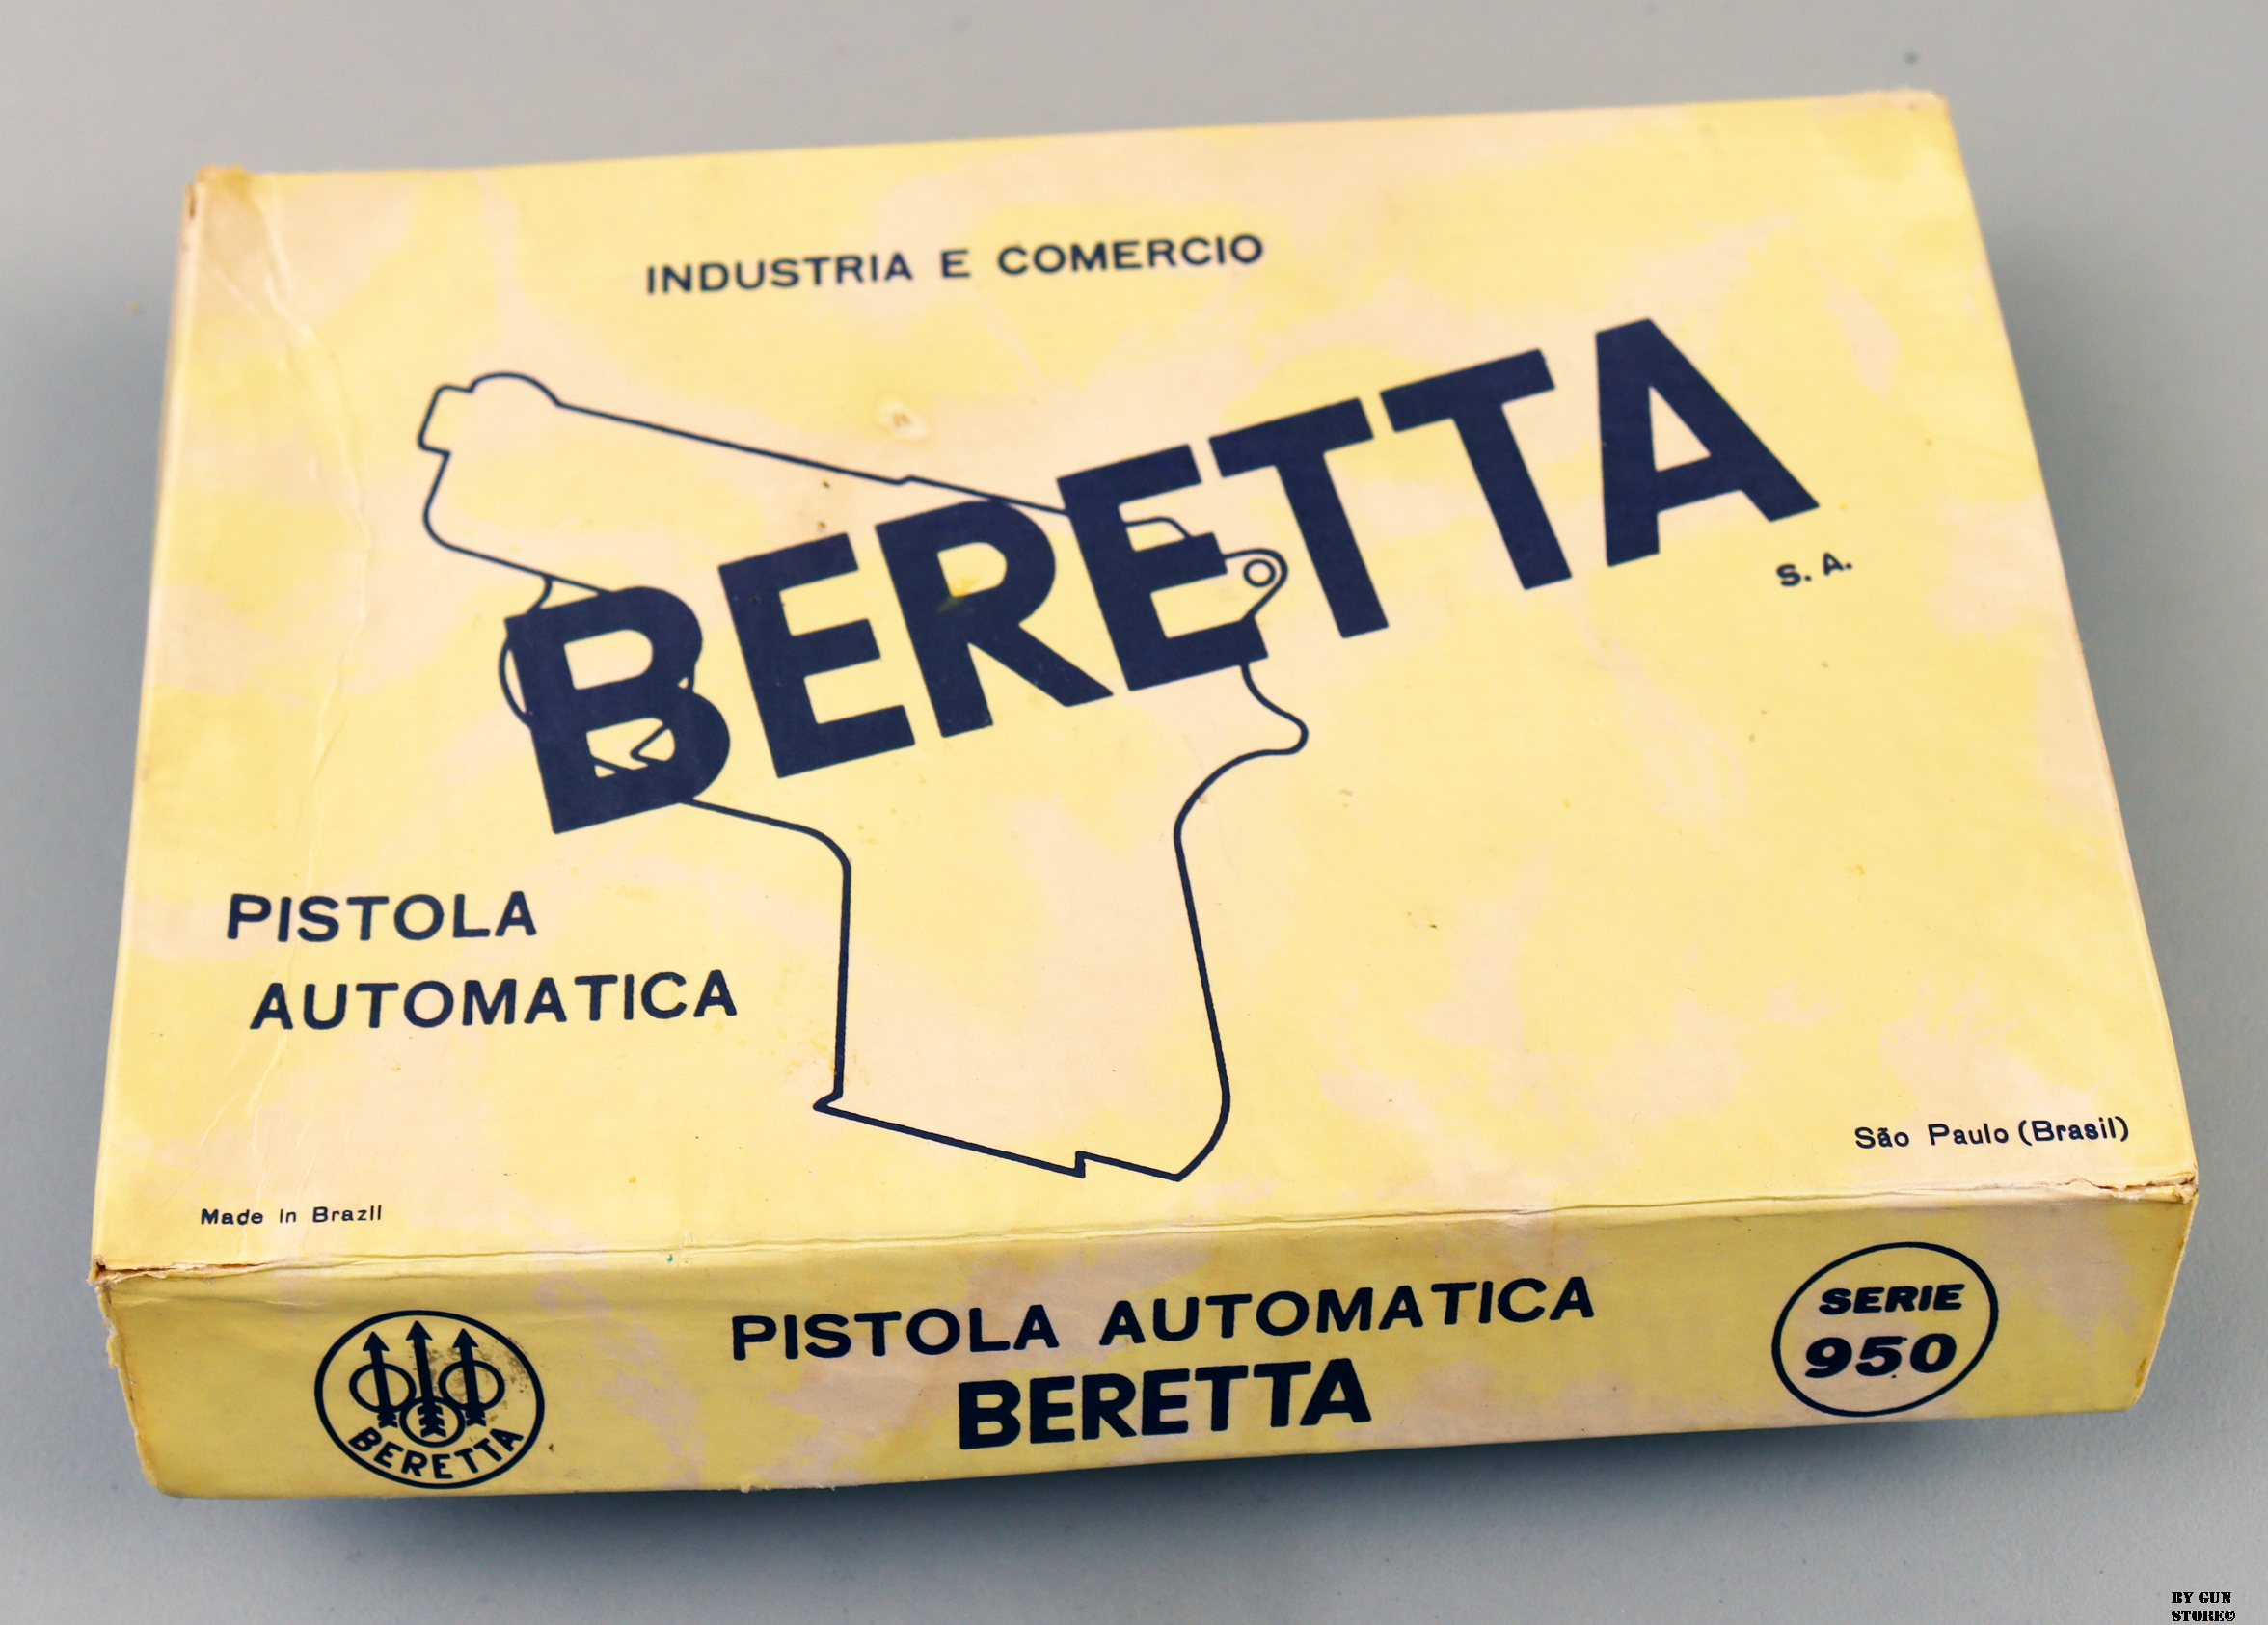 INDUSTRIA E COMERCIO
BERETTA
S. A.
PISTOLA
AUTOMATICA
São Paulo (Brasil)
Made in Brazil
BERETTA
PISTOLA AUTOMATICA
BERETTA
SERIE
950
BY GUN
STORE©